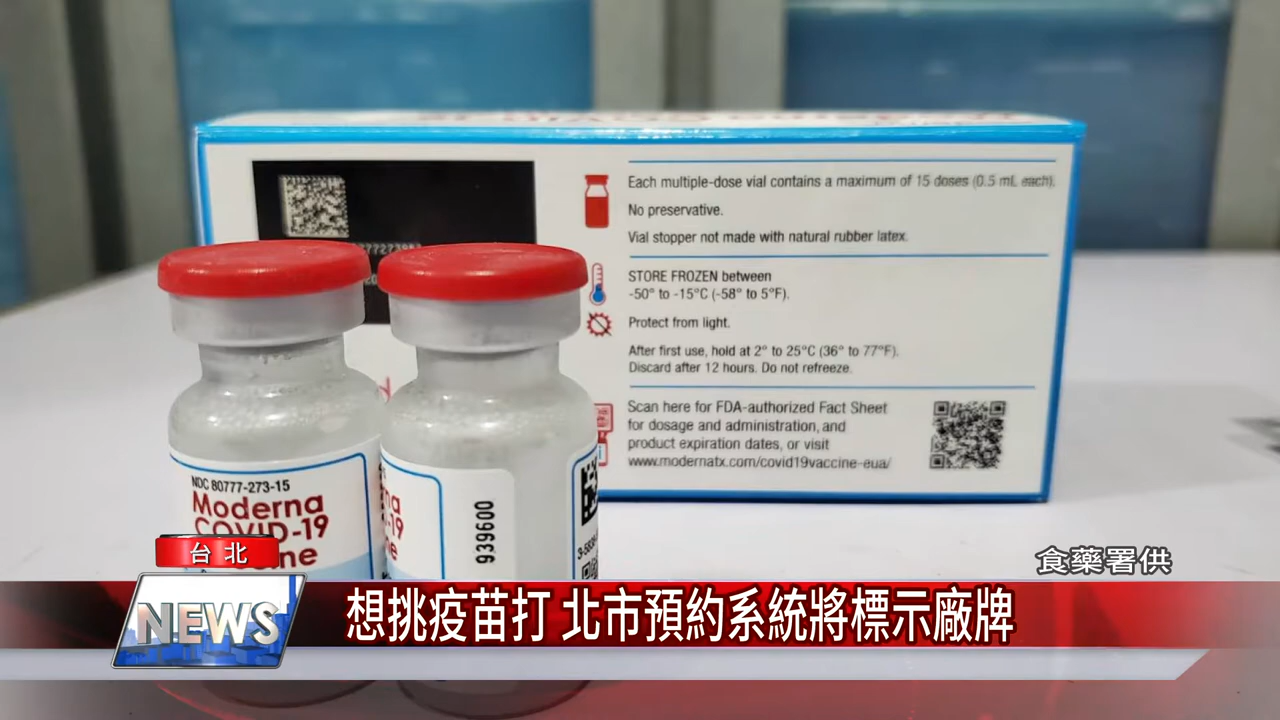 Each multiple-dose vial contains a maximum of 15 doses (0.5 mL each).
No preservative.
Vial stopper not made with natural rubber latex.
STORE FROZEN between
-50° to -15°C (-58° to 5°F).
Protect from light.
After first use, hold at 2° to 25°C (36° to 77°F).
Discard after 12 hours. Do not refreeze.
Scan here for FDA-authorized Fact Sheet
for dosage and administration, and
product expiration dates, or visit
www.modernatx.com/covid19vaccine-eua/
NDC 80777-273-15
Moderna
COVID-19
939600
台北
食藥署供
NEWS
想挑疫苗打 北市預約系統將標示廠牌